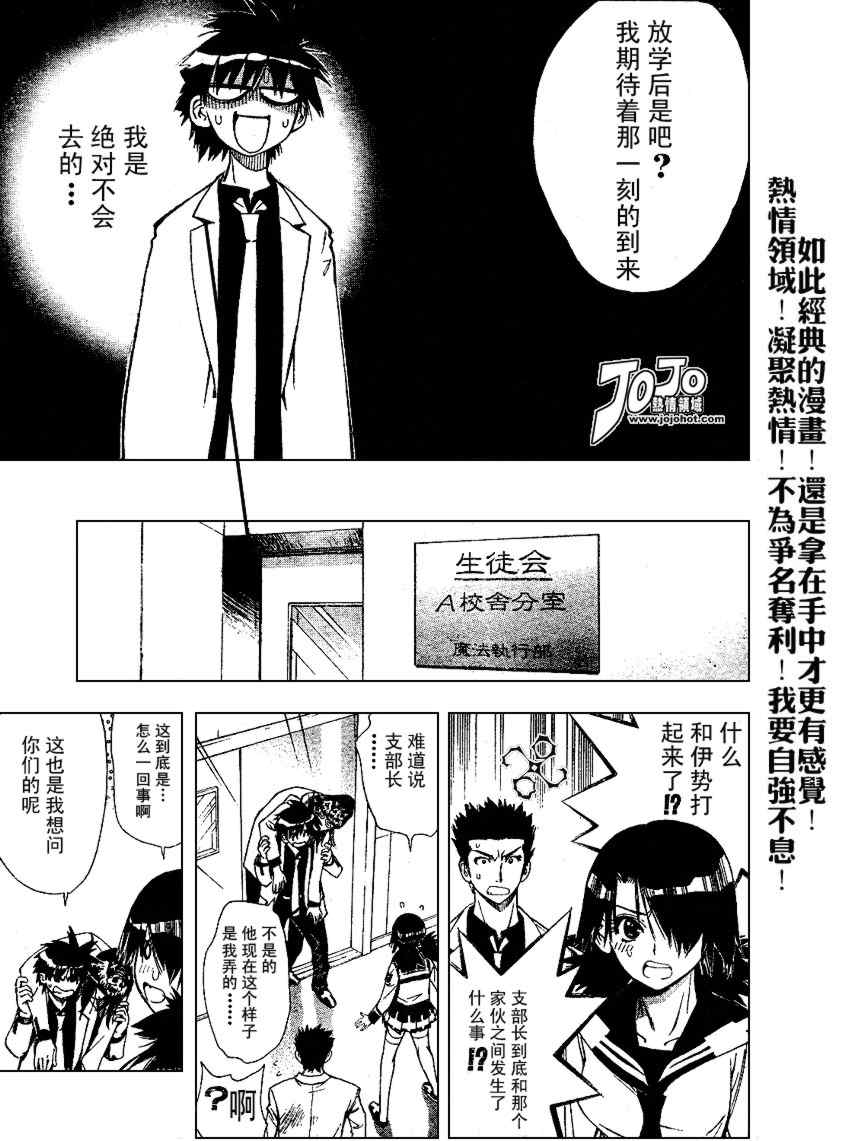 放学后是吧?
我期待着那一刻的到来
我是
绝对不会
去的…
JOJO
熱情領域
www.jojohot.com
生徒会
A校舎分室
魔法執行部
什么
和伊势打
起来了!?
支部长到底和那个
家伙之间发生了
什么事!?
难道说
支部长
……
不是的
他现在这个样子
是我弄的……
啊
?
这到底是…
怎么一回事啊
这也是我想问
你们的呢
如此經典的漫畫！還是拿在手中才更有感覺！
熱情領域！凝聚熱情！不為爭名奪利！我要自強不息！